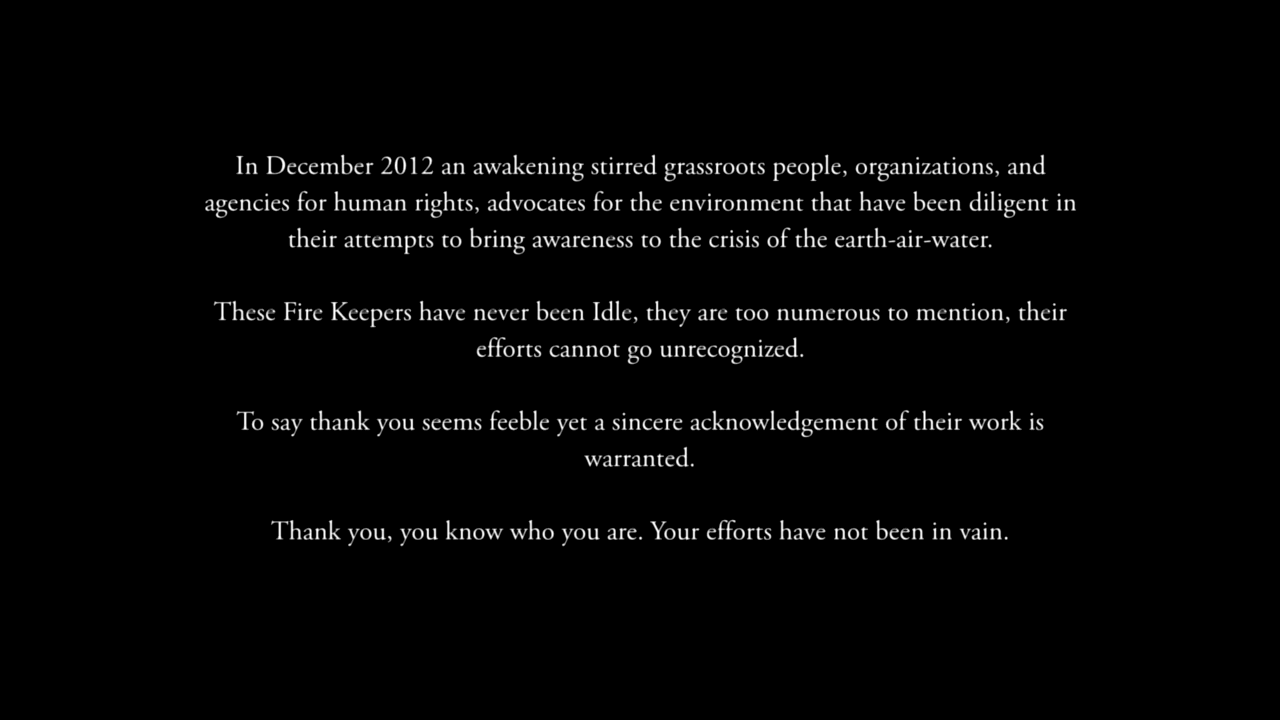 In December 2012 an awakening stirred grassroots people, organizations, and
agencies for human rights, advocates for the environment that have been diligent in
their attempts to bring awareness to the crisis of the earth-air-water.
These Fire Keepers have never been Idle, they are too numerous to mention, their
efforts cannot go unrecognized.
To say thank you seems feeble yet a sincere acknowledgement of their work is
warranted.
Thank you, you know who you are. Your efforts have not been in vain.